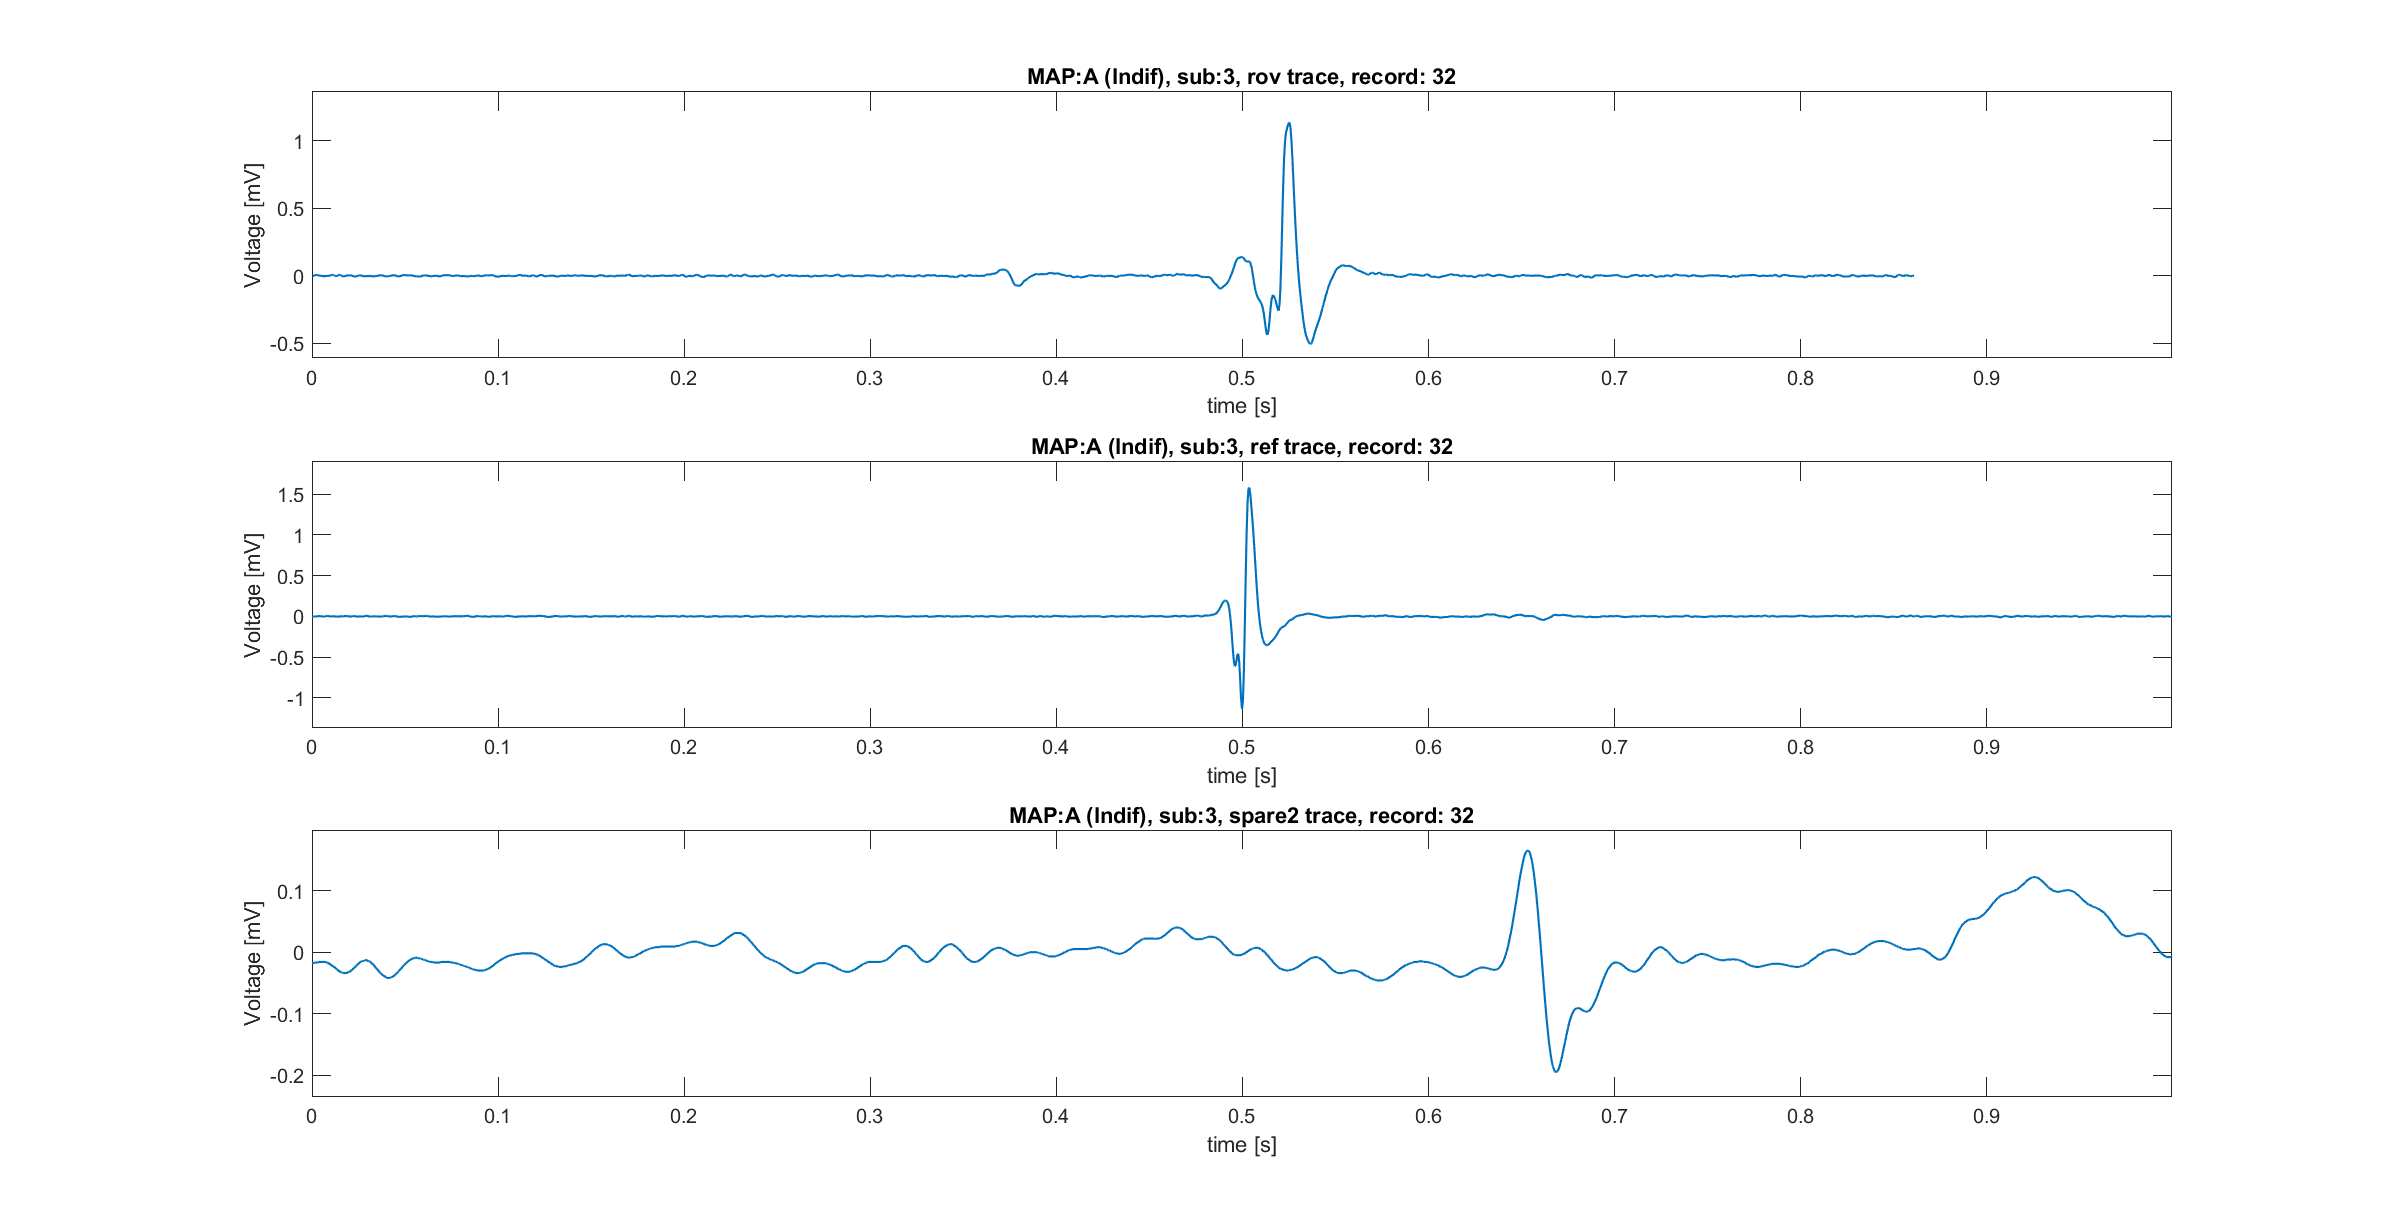 MAP:A (Indif), sub:3, rov trace, record: 32
Voltage [mV]
1
0.5
0
-0.5
0 0.1 0.2 0.3 0.4 0.5 0.6 0.7 0.8 0.9
time [s]
MAP:A (Indif), sub:3, ref trace, record: 32
Voltage [mV]
1.5
1
0.5
0
-0.5
-1
0 0.1 0.2 0.3 0.4 0.5 0.6 0.7 0.8 0.9
time [s]
MAP:A (Indif), sub:3, spare2 trace, record: 32
Voltage [mV]
0.1
0
-0.1
-0.2
0 0.1 0.2 0.3 0.4 0.5 0.6 0.7 0.8 0.9
time [s]